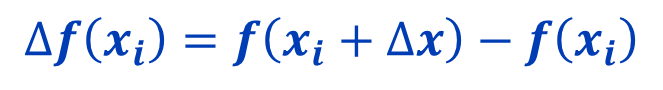 Δf(xᵢ) = f(xᵢ + Δx) − f(xᵢ)